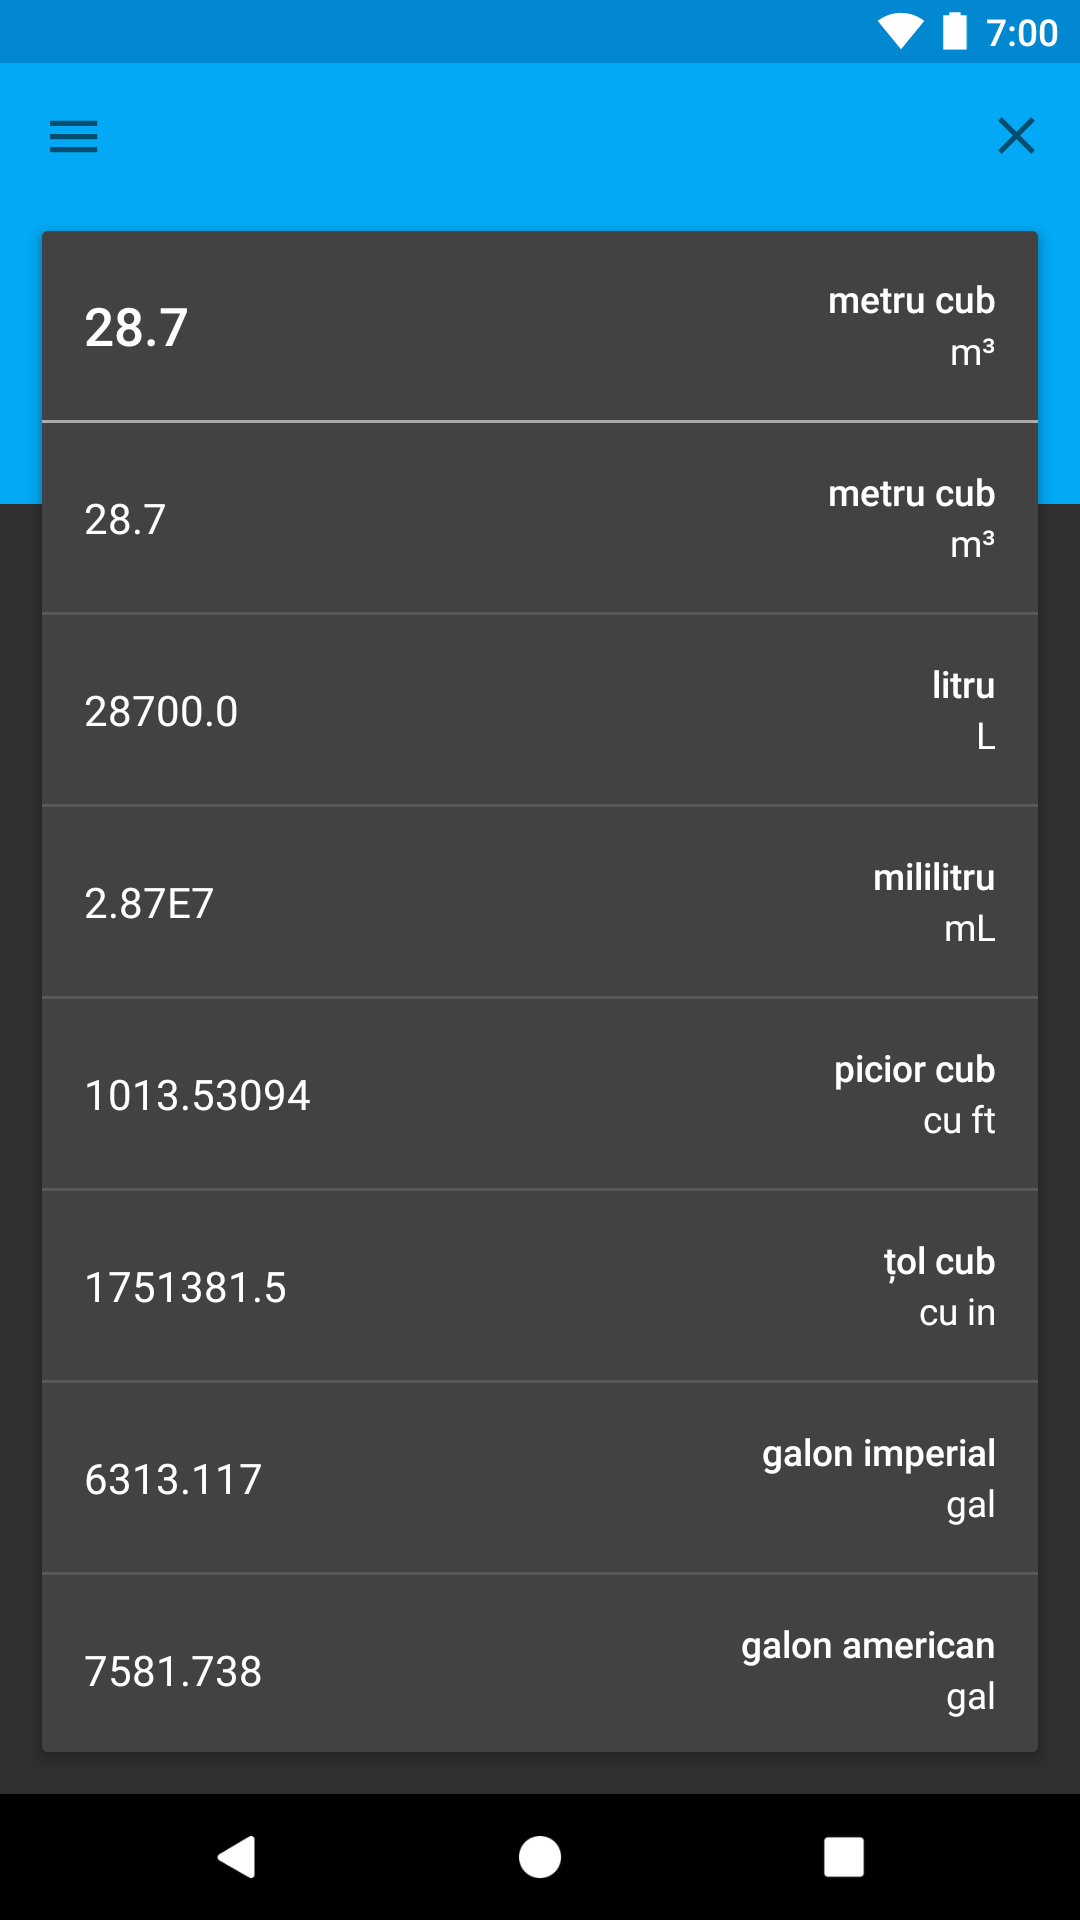 7:00
28.7
metru cub
m³
28.7
metru cub
m³
28700.0
litru
L
2.87E7
mililitru
mL
1013.53094
picior cub
cu ft
1751381.5
țol cub
cu in
6313.117
galon imperial
gal
7581.738
galon american
gal